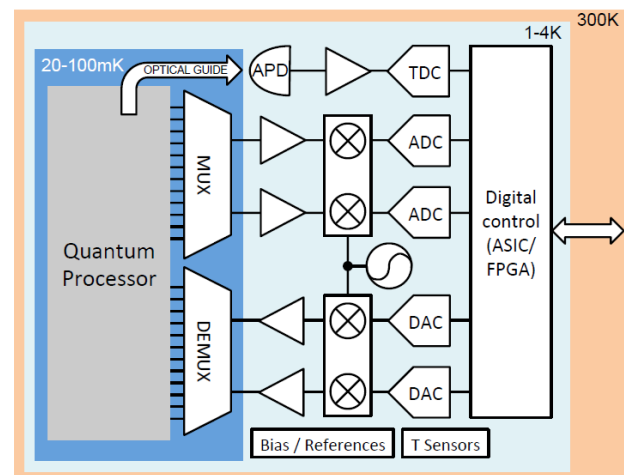 300K
1-4K
20-100mK
OPTICAL GUIDE
APD
TDC
MUX
ADC
ADC
Digital
control
(ASIC/
FPGA)
Quantum
Processor
DEMUX
DAC
DAC
Bias / References
T Sensors